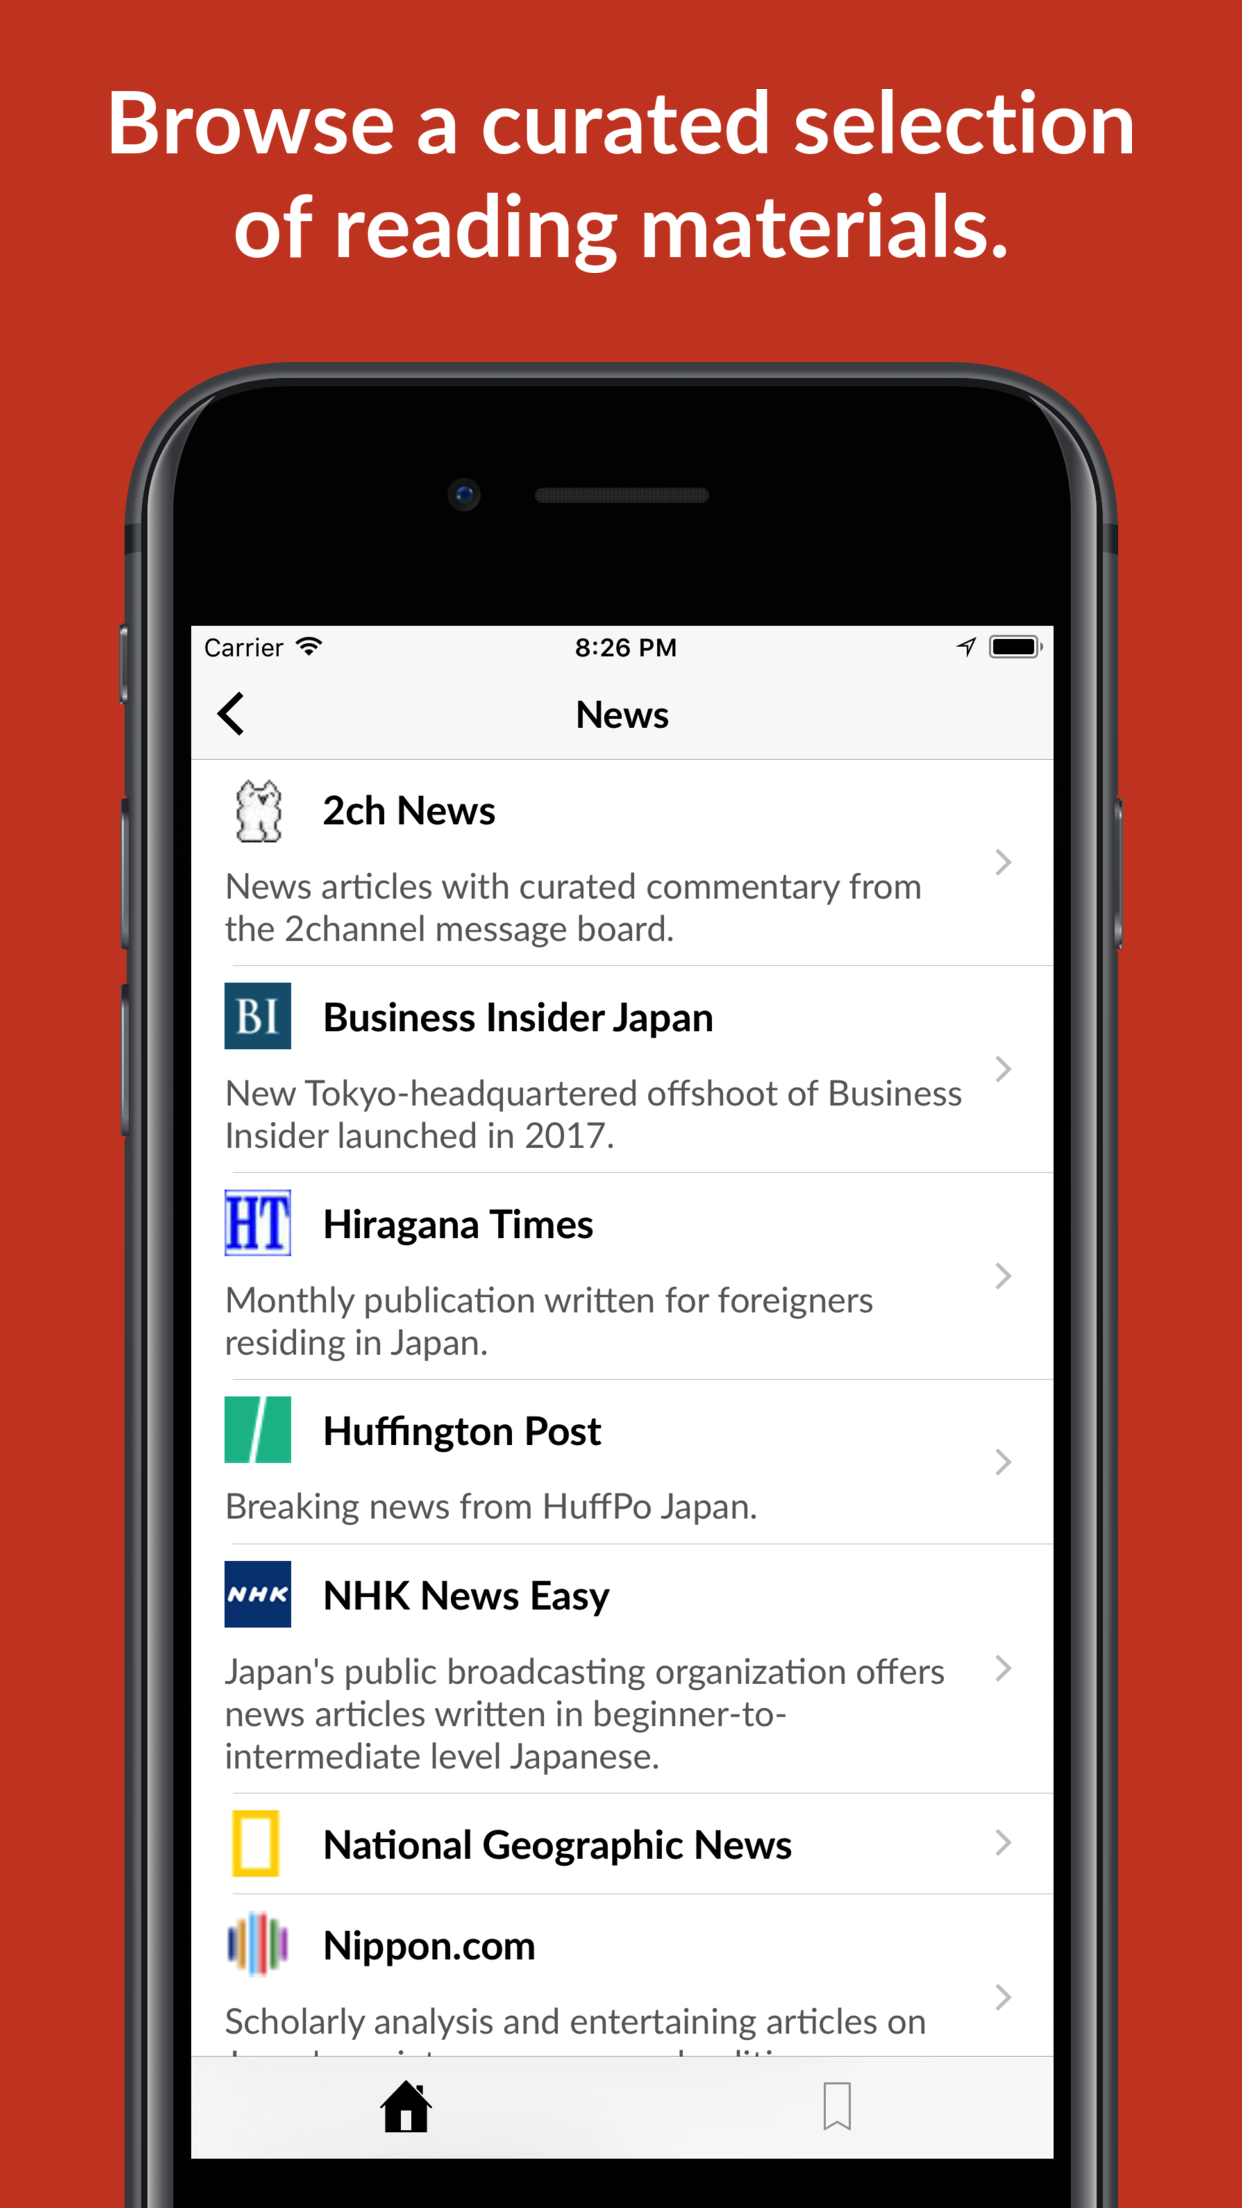 Browse a curated selection
of reading materials.
Carrier 8:26 PM
News
2ch News
News articles with curated commentary from
the 2channel message board.
BI Business Insider Japan
New Tokyo-headquartered offshoot of Business
Insider launched in 2017.
HT Hiragana Times
Monthly publication written for foreigners
residing in Japan.
Huffington Post
Breaking news from HuffPo Japan.
NHK NHK News Easy
Japan's public broadcasting organization offers
news articles written in beginner-to-
intermediate level Japanese.
National Geographic News
Nippon.com
Scholarly analysis and entertaining articles on